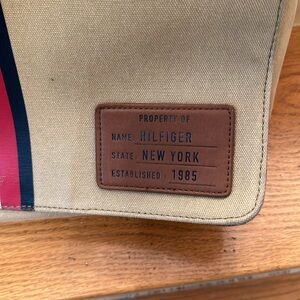 PROPERTY OF
NAME: HILFIGER
STATE: NEW YORK
ESTABLISHED: 1985